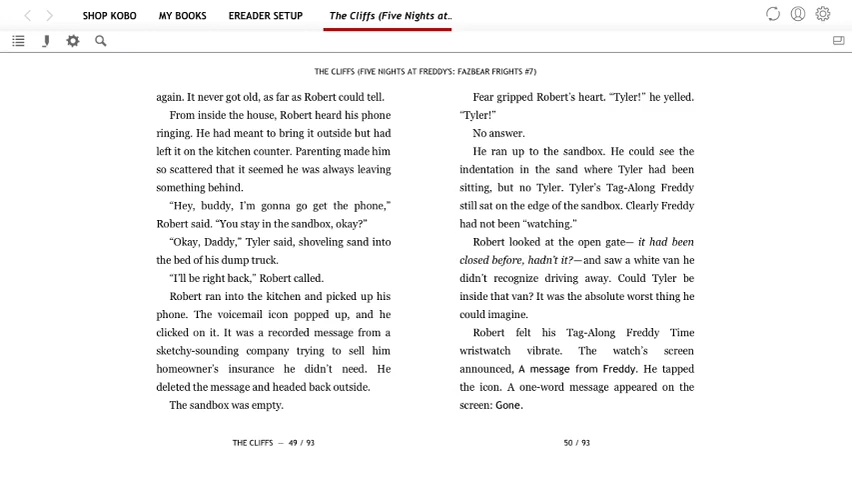 SHOP KOBO MY BOOKS EREADER SETUP The Cliffs (Five Nights at..
THE CLIFFS (FIVE NIGHTS AT FREDDY'S: FAZBEAR FRIGHTS #7)
again. It never got old, as far as Robert could tell.
From inside the house, Robert heard his phone
ringing. He had meant to bring it outside but had
left it on the kitchen counter. Parenting made him
so scattered that it seemed he was always leaving
something behind.
“Hey, buddy, I’m gonna go get the phone,”
Robert said. “You stay in the sandbox, okay?”
“Okay, Daddy,” Tyler said, shoveling sand into
the bed of his dump truck.
“I’ll be right back,” Robert called.
Robert ran into the kitchen and picked up his
phone. The voicemail icon popped up, and he
clicked on it. It was a recorded message from a
sketchy-sounding company trying to sell him
homeowner’s insurance he didn’t need. He
deleted the message and headed back outside.
The sandbox was empty.
THE CLIFFS — 49 / 93
Fear gripped Robert’s heart. “Tyler!” he yelled.
“Tyler!”
No answer.
He ran up to the sandbox. He could see the
indentation in the sand where Tyler had been
sitting, but no Tyler. Tyler’s Tag-Along Freddy
still sat on the edge of the sandbox. Clearly Freddy
had not been “watching.”
Robert looked at the open gate— it had been
closed before, hadn’t it?—and saw a white van he
didn’t recognize driving away. Could Tyler be
inside that van? It was the absolute worst thing he
could imagine.
Robert felt his Tag-Along Freddy Time
wristwatch vibrate. The watch’s screen
announced, A message from Freddy. He tapped
the icon. A one-word message appeared on the
screen: Gone.
50 / 93